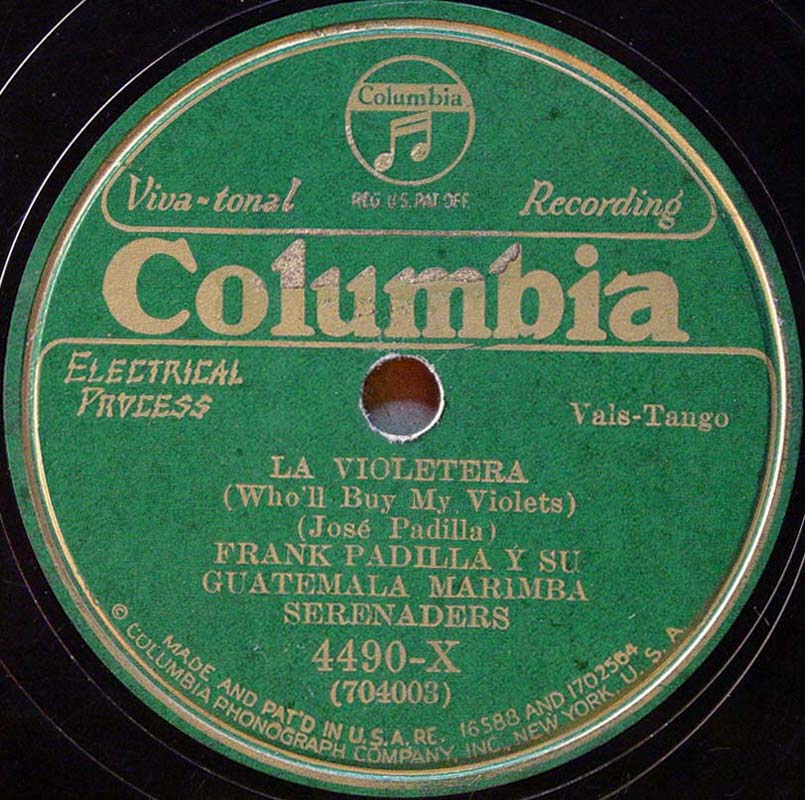 Columbia
Viva-tonal REG. U.S. PAT. OFF. Recording
Columbia
ELECTRICAL
PROCESS
Vals-Tango
LA VIOLETERA
(Who'll Buy My Violets)
(José Padilla)
FRANK PADILLA Y SU
GUATEMALA MARIMBA
SERENADERS
4490-X
(704003)
MADE AND PAT'D IN U.S.A. RE. 16588 AND 1702564
© COLUMBIA PHONOGRAPH COMPANY, INC., NEW YORK, U. S. A.